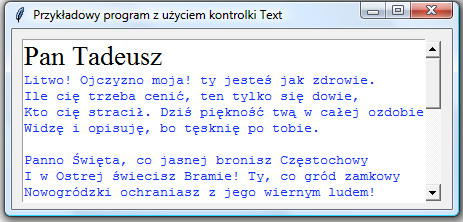 Przykładowy program z użyciem kontrolki Text
Pan Tadeusz
Litwo! Ojczyzno moja! ty jesteś jak zdrowie.
Ile cię trzeba cenić, ten tylko się dowie,
Kto cię stracił. Dziś piękność twą w całej ozdobie
Widzę i opisuję, bo tęsknię po tobie.
Panno Święta, co jasnej bronisz Częstochowy
I w Ostrej świecisz Bramie! Ty, co gród zamkowy
Nowogródzki ochraniasz z jego wiernym ludem!